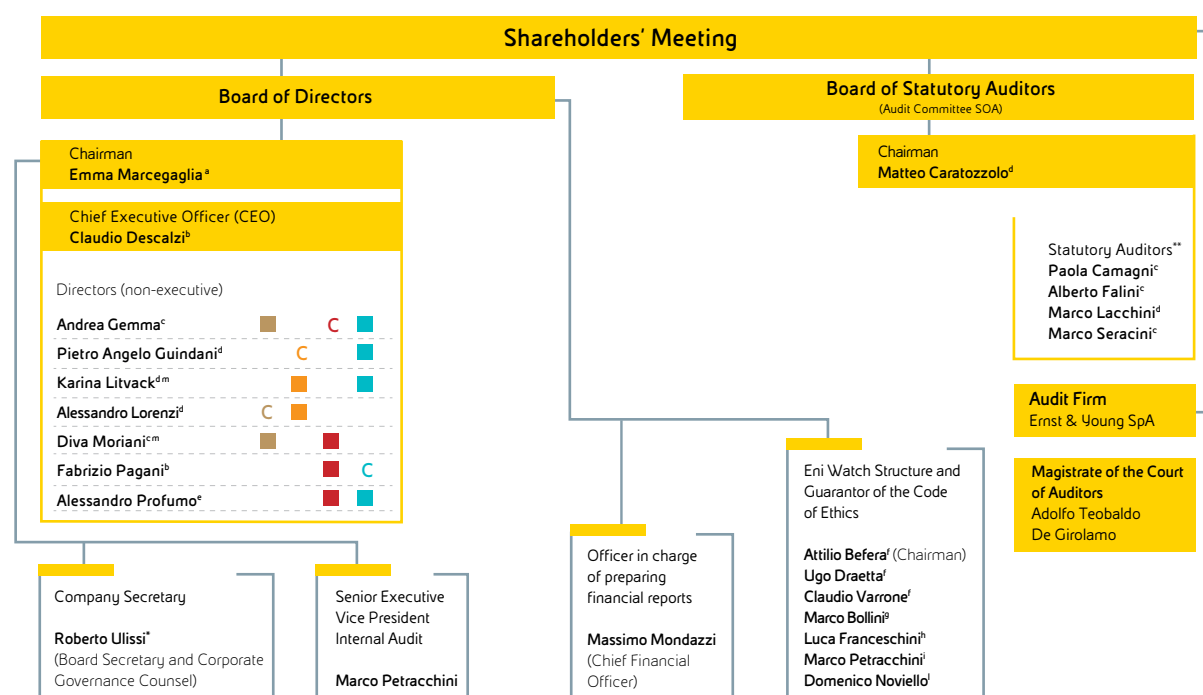 Shareholders' Meeting
Board of Directors
Board of Statutory Auditors
(Audit Committee SOA)
Chairman
Emma Marcegaglia a
Chief Executive Officer (CEO)
Claudio Descalzi b
Directors (non-executive)
Andrea Gemma c C
Pietro Angelo Guindani d C
Karina Litvack d m
Alessandro Lorenzi d C
Diva Moriani c m
Fabrizio Pagani b C
Alessandro Profumo e
Chairman
Matteo Caratozzolo d
Statutory Auditors**
Paola Camagni c
Alberto Falini c
Marco Lacchini d
Marco Seracini c
Audit Firm
Ernst & Young SpA
Magistrate of the Court
of Auditors
Adolfo Teobaldo
De Girolamo
Company Secretary
Roberto Ulissi*
(Board Secretary and Corporate
Governance Counsel)
Senior Executive
Vice President
Internal Audit
Marco Petracchini
Officer in charge
of preparing
financial reports
Massimo Mondazzi
(Chief Financial
Officer)
Eni Watch Structure and
Guarantor of the Code
of Ethics
Attilio Befera f (Chairman)
Ugo Draetta f
Claudio Varrone f
Marco Bollini g
Luca Franceschini h
Marco Petracchini i
Domenico Noviello l